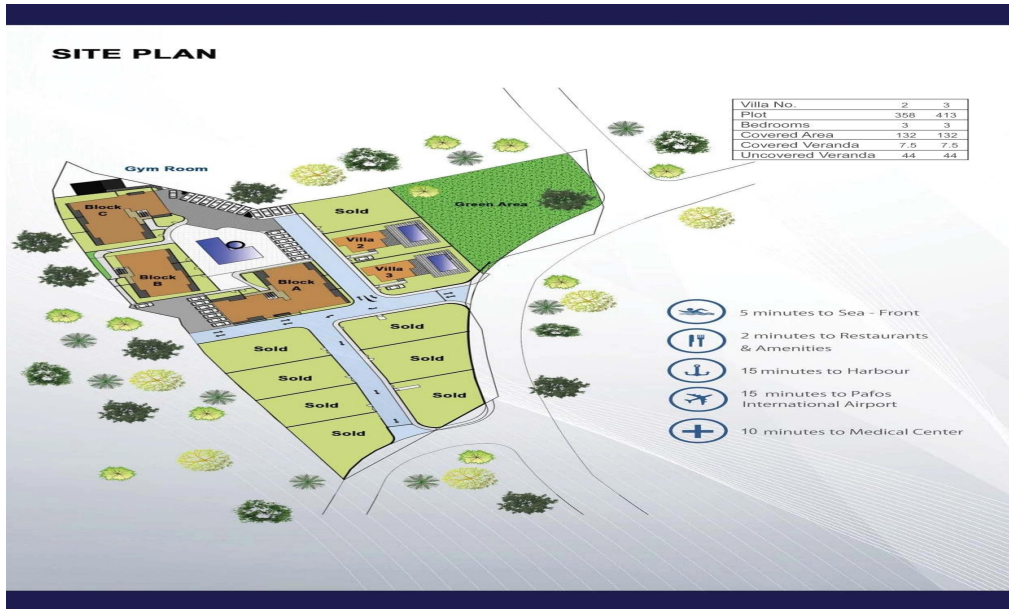 SITE PLAN
Villa No. 2 3
Plot 358 413
Bedrooms 3 3
Covered Area 132 132
Covered Veranda 7.5 7.5
Uncovered Veranda 44 44
Gym Room
Block
C
Sold
Green Area
Villa
2
Villa
3
Block
B
Block
A
Sold
Sold
Sold
Sold
Sold
Sold
Sold
5 minutes to Sea - Front
2 minutes to Restaurants
& Amenities
15 minutes to Harbour
15 minutes to Pafos
International Airport
10 minutes to Medical Center